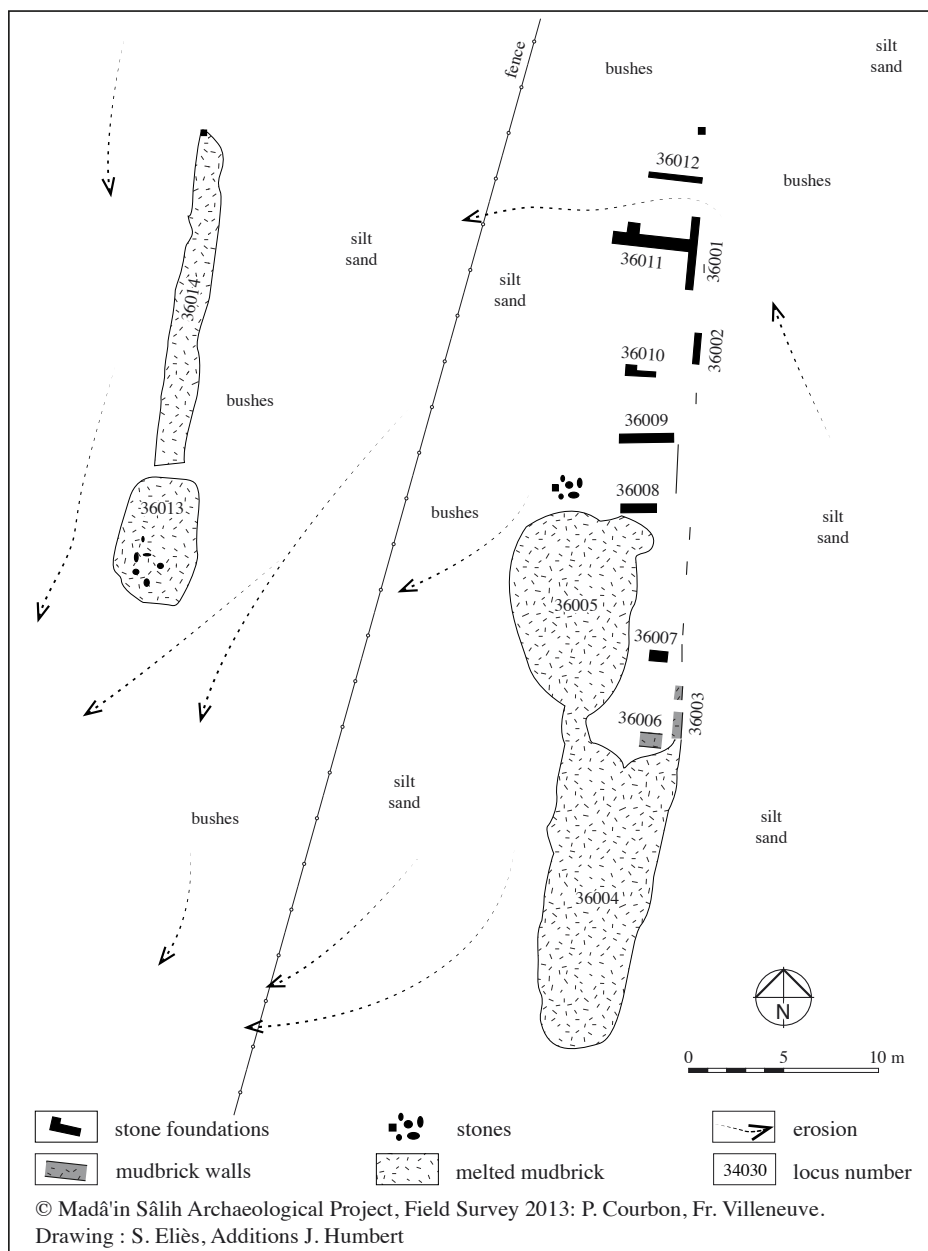 fence
bushes
silt
sand
36012
bushes
silt
sand
36011
36001
silt
sand
36014
36010
36002
bushes
36009
36008
bushes
silt
sand
36013
36005
36007
36006
36003
silt
sand
bushes
silt
sand
36004
N
0 5 10 m
stone foundations
stones
erosion
mudbrick walls
melted mudbrick
34030
locus number
© Madâ'in Sâlih Archaeological Project, Field Survey 2013: P. Courbon, Fr. Villeneuve.
Drawing : S. Eliès, Additions J. Humbert